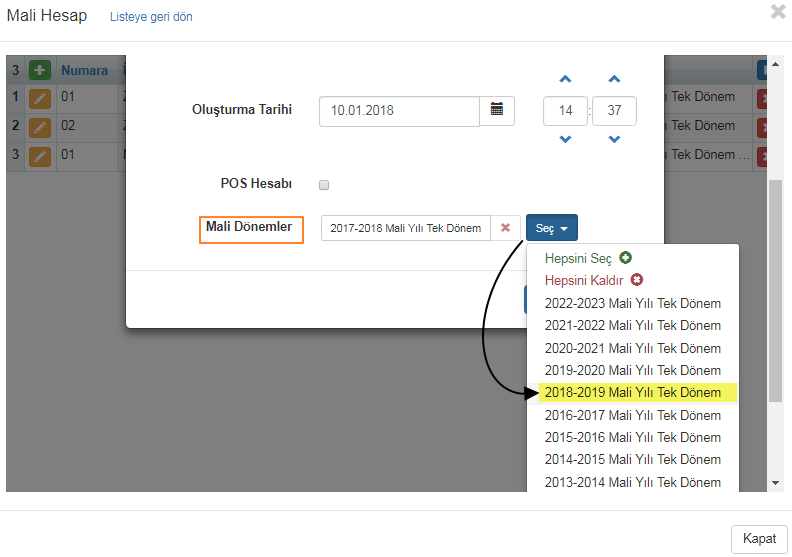 Mali Hesap Listeye geri dön
3 Numara
1 01 Tek Dönem
2 02 Tek Dönem
3 01 Tek Dönem ...
Oluşturma Tarihi 10.01.2018 14 : 37
POS Hesabı
Mali Dönemler 2017-2018 Mali Yılı Tek Dönem Seç
Hepsini Seç
Hepsini Kaldır
2022-2023 Mali Yılı Tek Dönem
2021-2022 Mali Yılı Tek Dönem
2020-2021 Mali Yılı Tek Dönem
2019-2020 Mali Yılı Tek Dönem
2018-2019 Mali Yılı Tek Dönem
2016-2017 Mali Yılı Tek Dönem
2015-2016 Mali Yılı Tek Dönem
2014-2015 Mali Yılı Tek Dönem
2013-2014 Mali Yılı Tek Dönem
Kapat